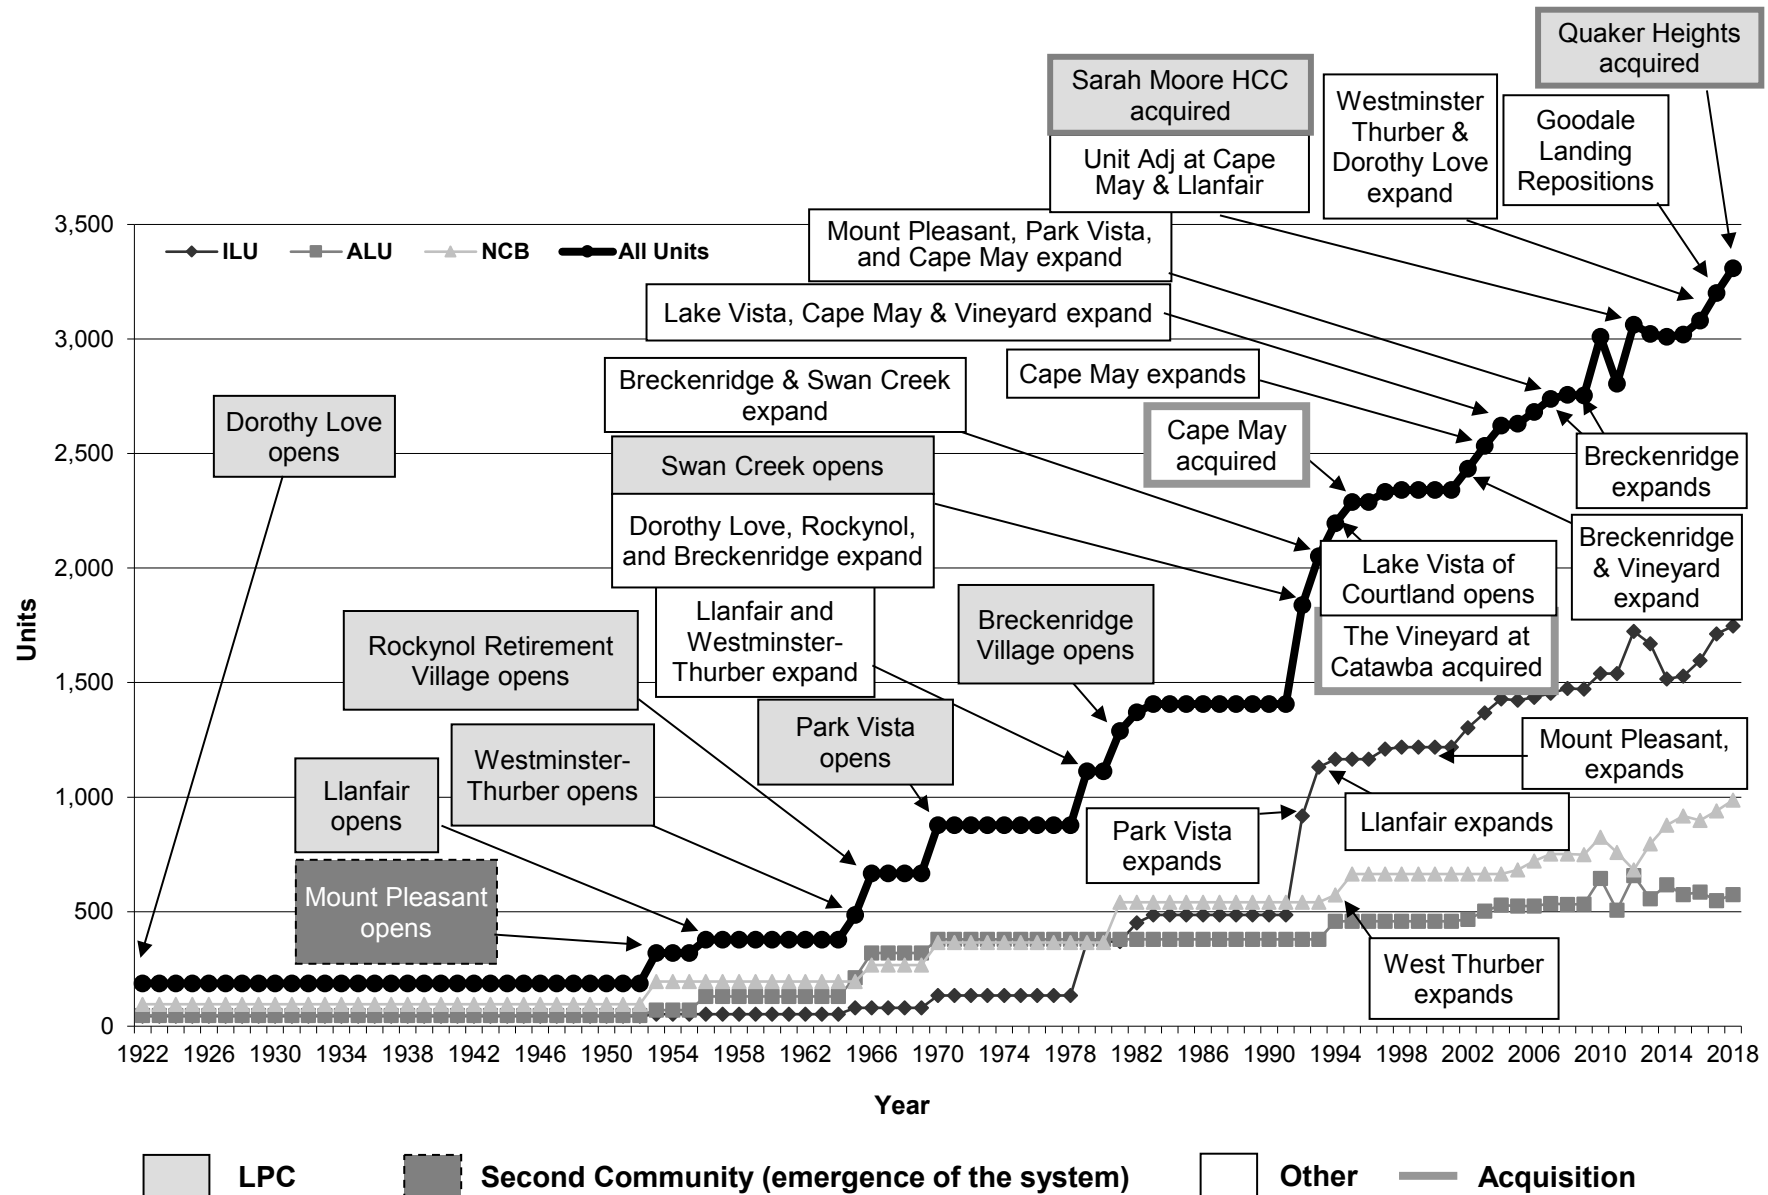 Quaker Heights
acquired
Sarah Moore HCC
acquired
Unit Adj at Cape
May & Llanfair
Westminster
Thurber &
Dorothy Love
expand
Goodale
Landing
Repositions
Mount Pleasant, Park Vista,
and Cape May expand
Lake Vista, Cape May & Vineyard expand
Breckenridge & Swan Creek
expand
Cape May expands
Cape May
acquired
Dorothy Love
opens
Swan Creek opens
Dorothy Love, Rockynol,
and Breckenridge expand
Breckenridge
expands
Breckenridge
& Vineyard
expand
Lake Vista of
Courtland opens
The Vineyard at
Catawba acquired
Llanfair and
Westminster-
Thurber expand
Breckenridge
Village opens
Rockynol Retirement
Village opens
Park Vista
opens
Westminster-
Thurber opens
Llanfair
opens
Mount Pleasant
opens
Mount Pleasant,
expands
Park Vista
expands
Llanfair expands
West Thurber
expands
ILU ALU NCB All Units
3,500
3,000
2,500
2,000
1,500
1,000
500
0
Units
1922 1926 1930 1934 1938 1942 1946 1950 1954 1958 1962 1966 1970 1974 1978 1982 1986 1990 1994 1998 2002 2006 2010 2014 2018
Year
LPC Second Community (emergence of the system) Other Acquisition